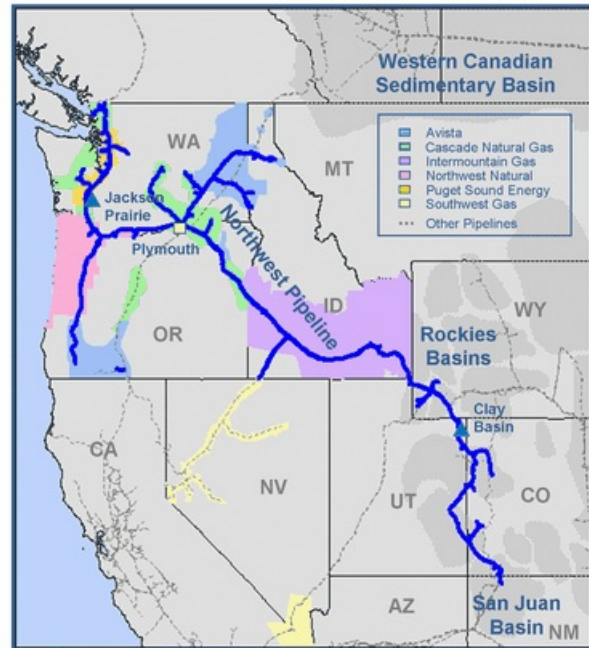 Western Canadian
Sedimentary Basin
WA
MT
Avista
Cascade Natural Gas
Intermountain Gas
Northwest Natural
Puget Sound Energy
Southwest Gas
Other Pipelines
Jackson
Prairie
Plymouth
Northwest Pipeline
OR
ID
WY
Rockies
Basins
Clay
Basin
CA
NV
UT
CO
AZ
San Juan
Basin
NM